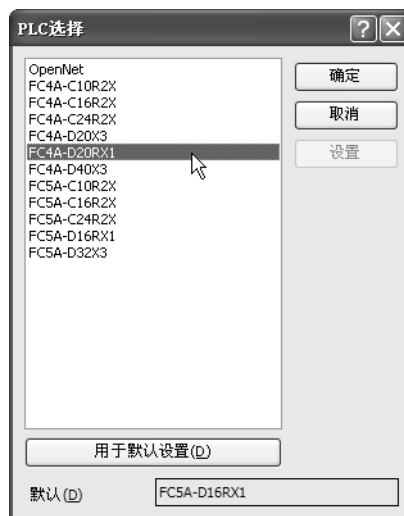 PLC选择
OpenNet
FC4A-C10R2X
FC4A-C16R2X
FC4A-C24R2X
FC4A-D20X3
FC4A-D20RX1
FC4A-D40X3
FC5A-C10R2X
FC5A-C16R2X
FC5A-C24R2X
FC5A-D16RX1
FC5A-D32X3
确定
取消
设置
用于默认设置(D)
默认(D) FC5A-D16RX1